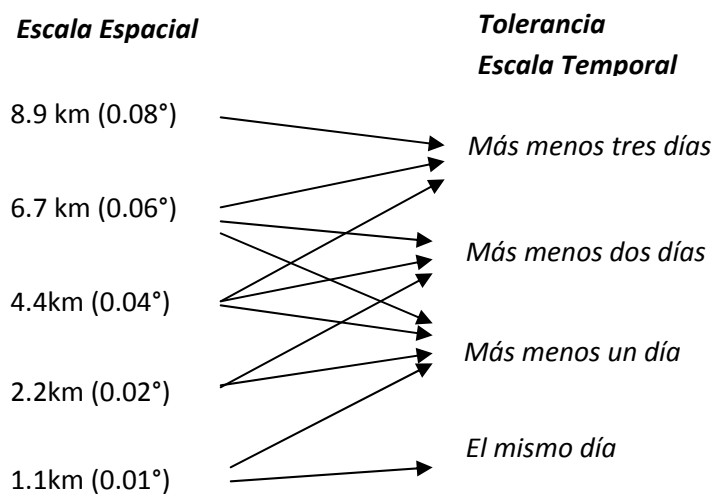 Escala Espacial
Tolerancia
Escala Temporal
8.9 km (0.08°)
Más menos tres días
6.7 km (0.06°)
Más menos dos días
4.4km (0.04°)
Más menos un día
2.2km (0.02°)
El mismo día
1.1km (0.01°)